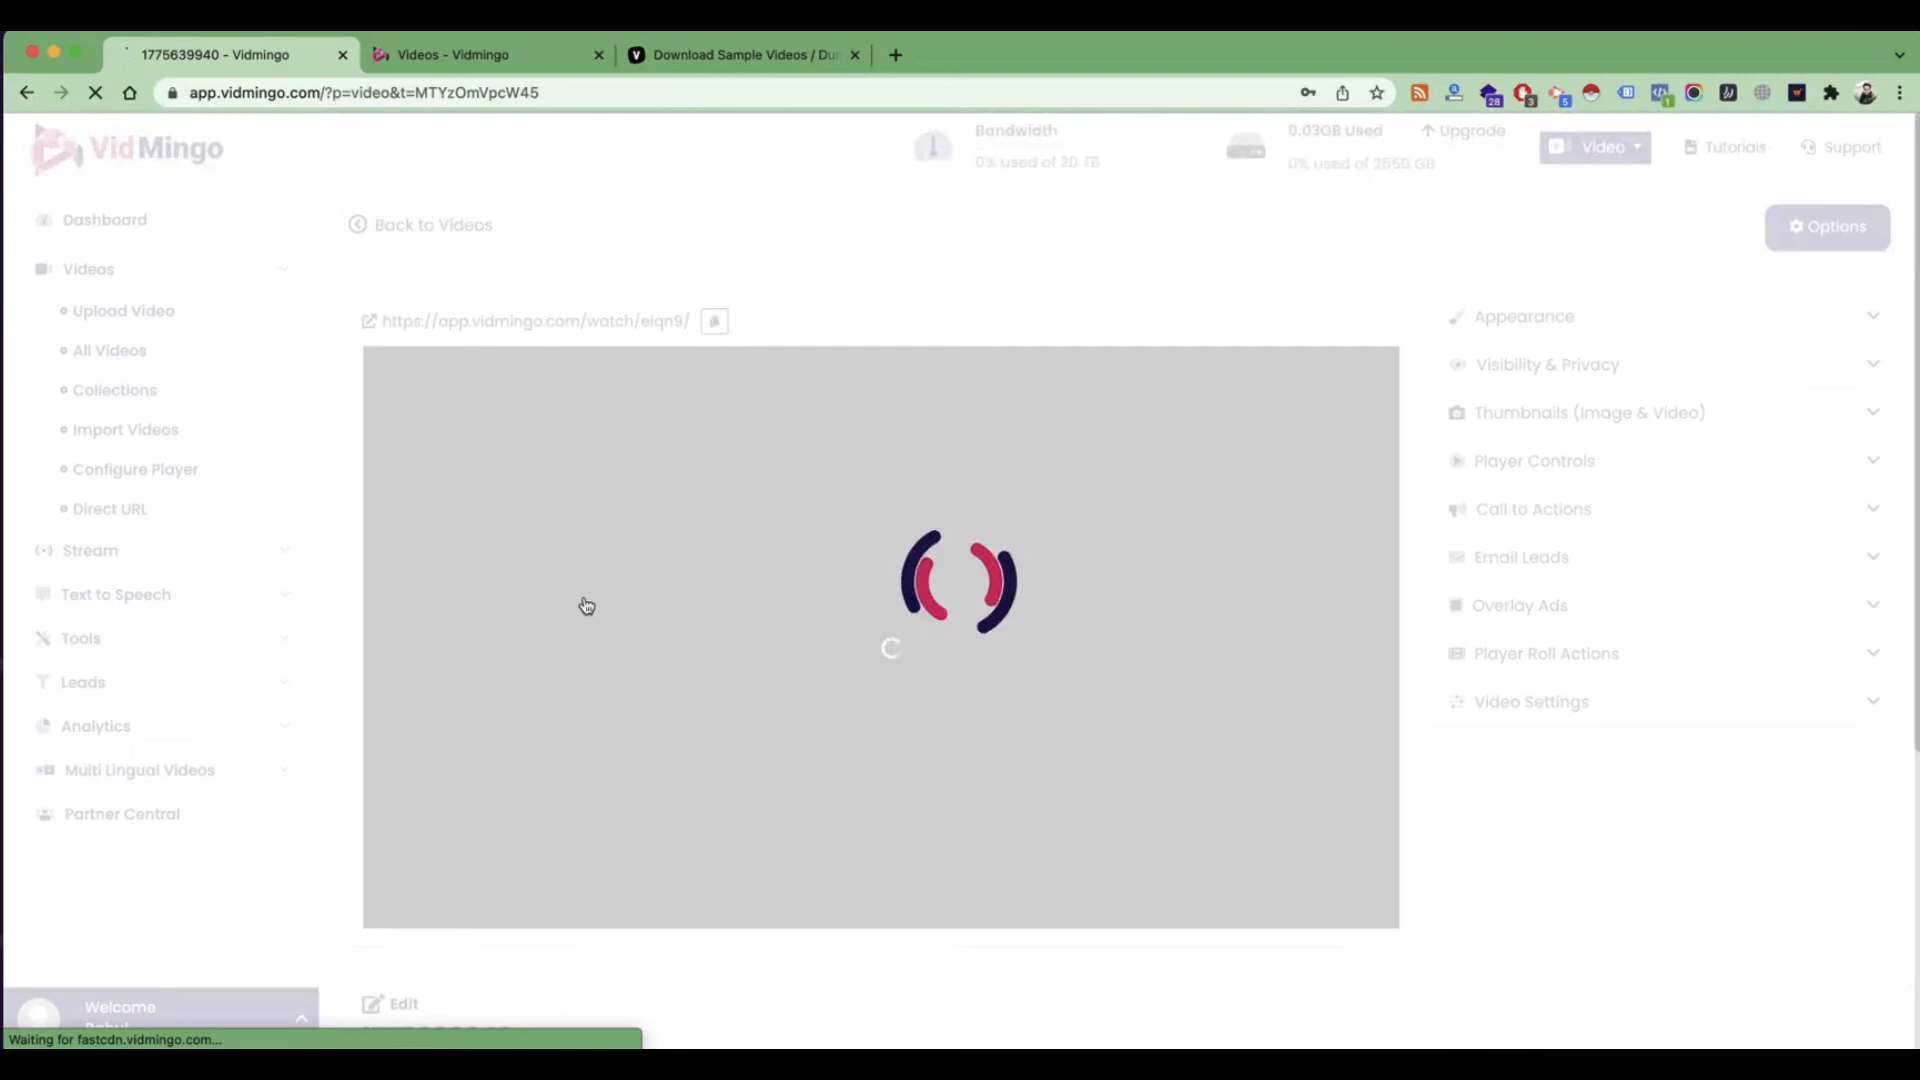 1775639940 - Vidmingo
Videos - Vidmingo
Download Sample Videos / Du
app.vidmingo.com/?p=video&t=MTYzOmVpcW45
28
3
5
1
VidMingo
Bandwidth
0% used of 20 TB
0.03GB Used
Upgrade
0% used of 2550 GB
Video
Tutorials
Support
Dashboard
Back to Videos
Options
Videos
Upload Video
All Videos
Collections
Import Videos
Configure Player
Direct URL
Stream
Text to Speech
Tools
Leads
Analytics
Multi Lingual Videos
Partner Central
https://app.vidmingo.com/watch/eiqn9/
Appearance
Visibility & Privacy
Thumbnails (Image & Video)
Player Controls
Call to Actions
Email Leads
Overlay Ads
Player Roll Actions
Video Settings
Welcome
Edit
Waiting for fastcdn.vidmingo.com...